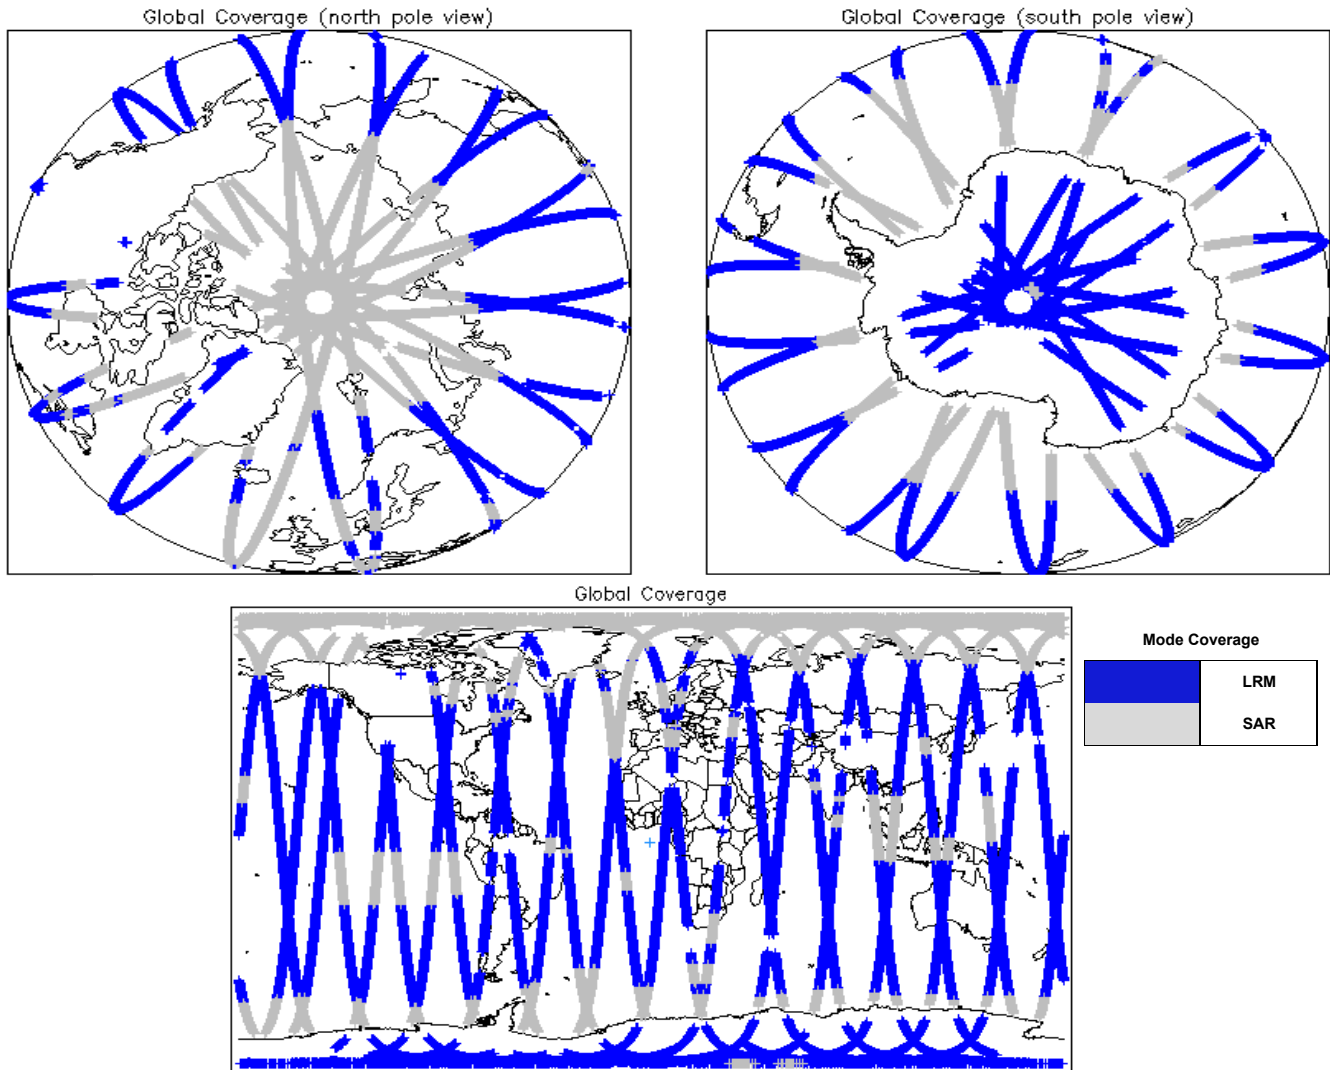 Global Coverage (north pole view)
Global Coverage (south pole view)
Global Coverage
Mode Coverage
LRM
SAR